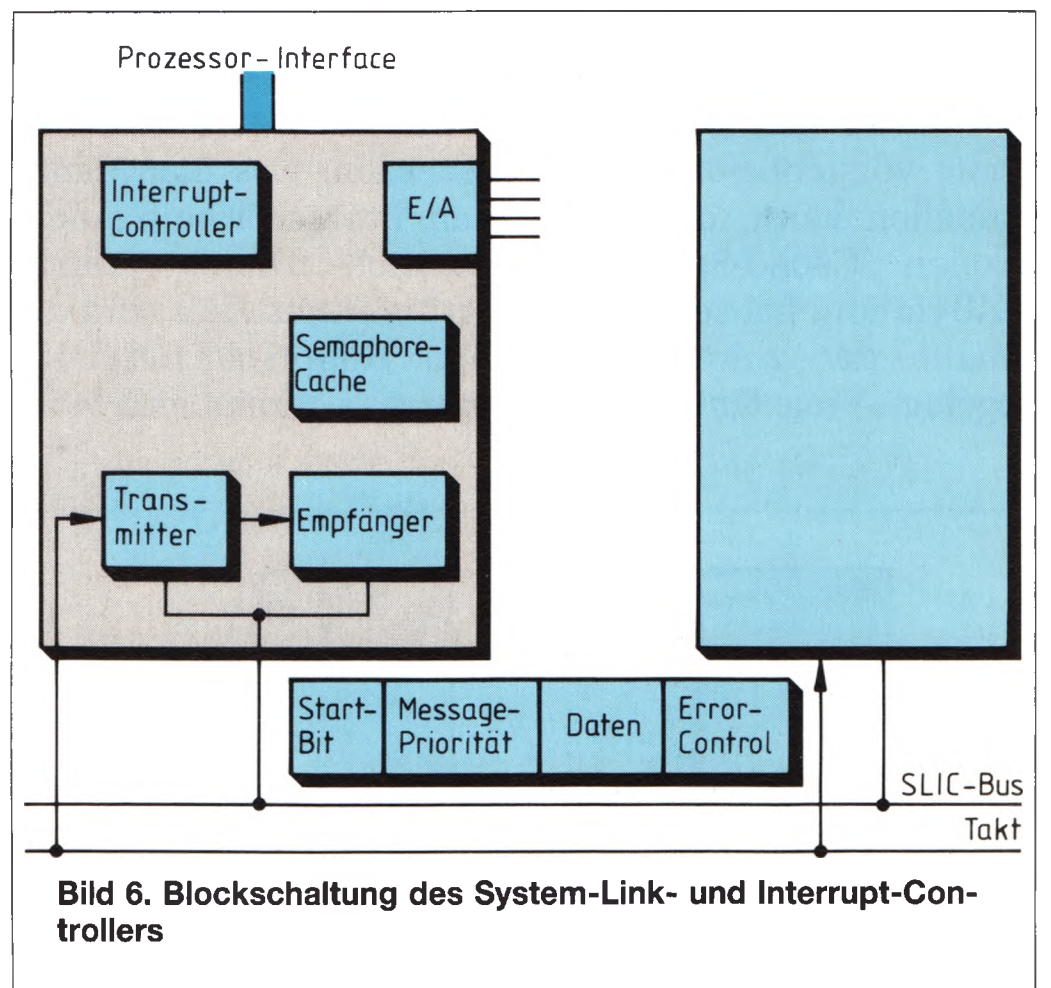 Prozessor-Interface
Interrupt-
Controller
E/A
Semaphore-
Cache
Trans-
mitter
Empfänger
Start-
Bit
Message-
Priorität
Daten
Error-
Control
SLIC-Bus
Takt
Bild 6. Blockschaltung des System-Link- und Interrupt-Con-
trollers